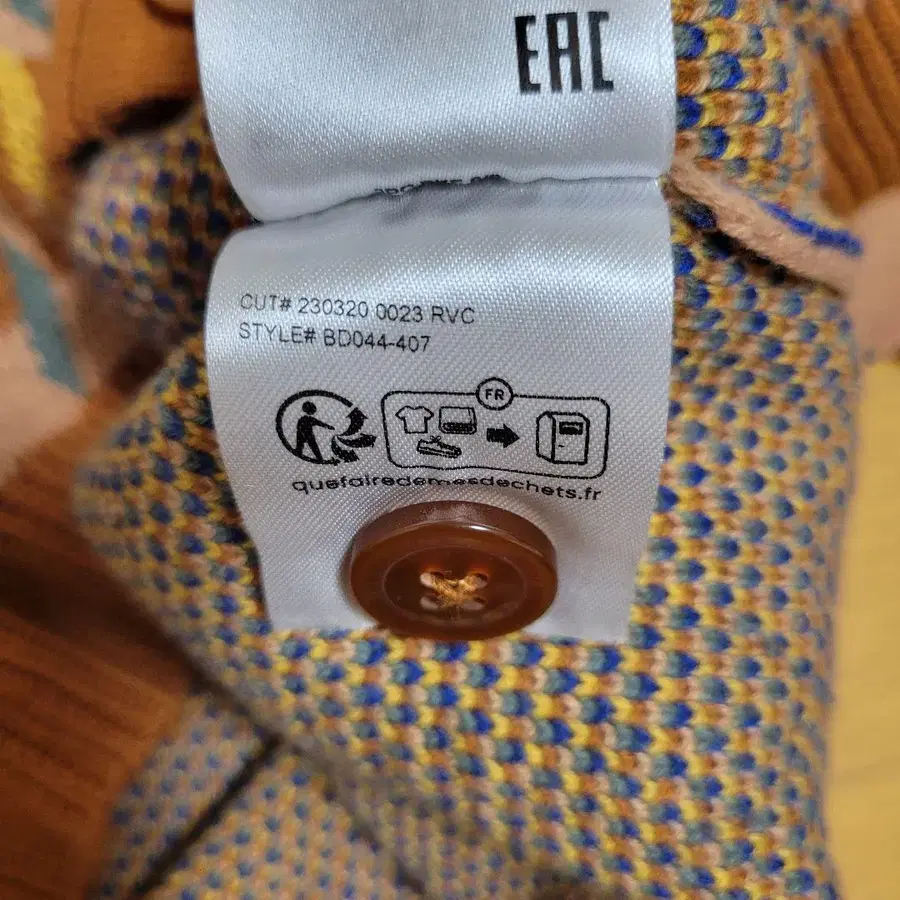 EAC
CUT# 230320 0023 RVC
STYLE# BD044-407
FR
quefairedemesdechets.fr